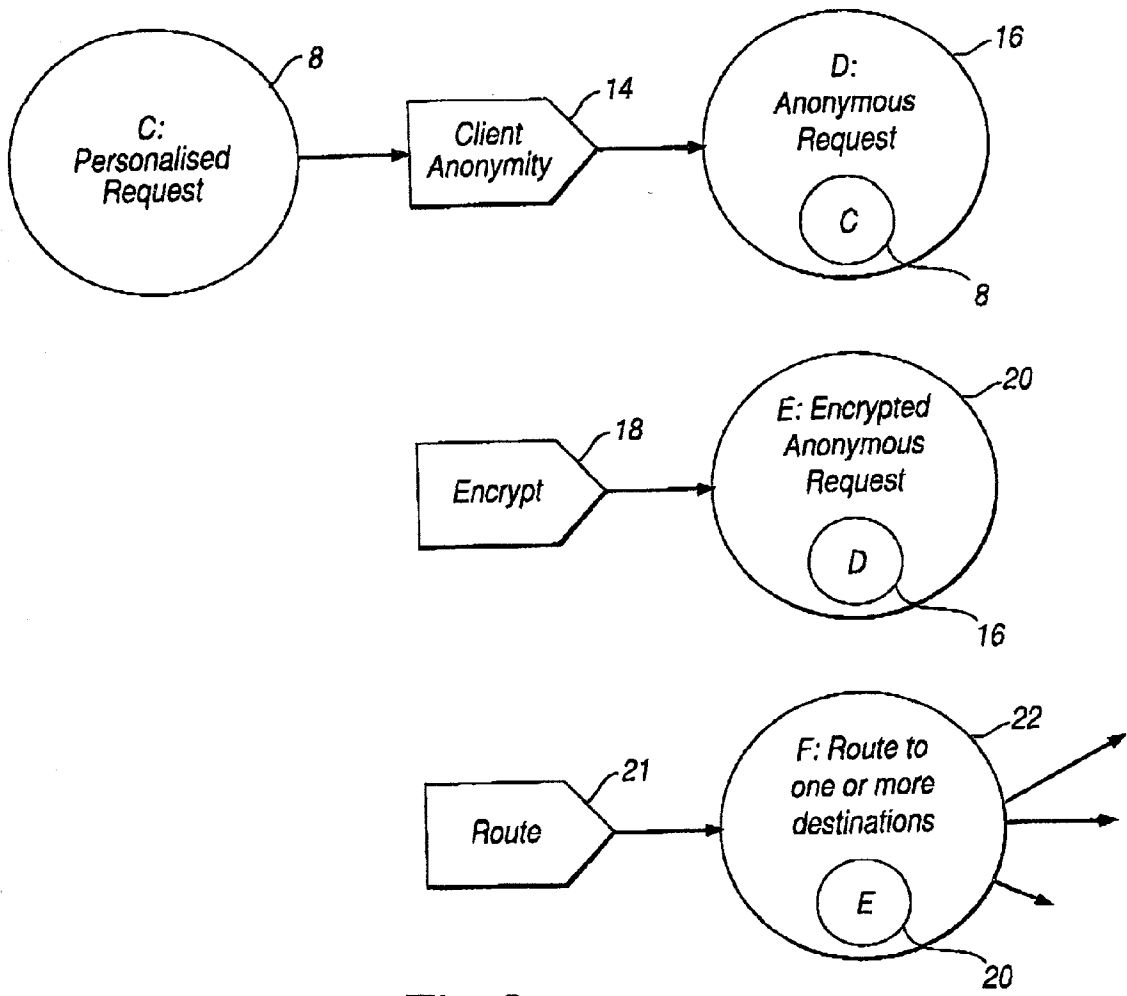 8
C:
Personalised
Request
14
Client
Anonymity
16
D:
Anonymous
Request
C
8
18
Encrypt
20
E: Encrypted
Anonymous
Request
D
16
21
Route
22
F: Route to
one or more
destinations
E
20